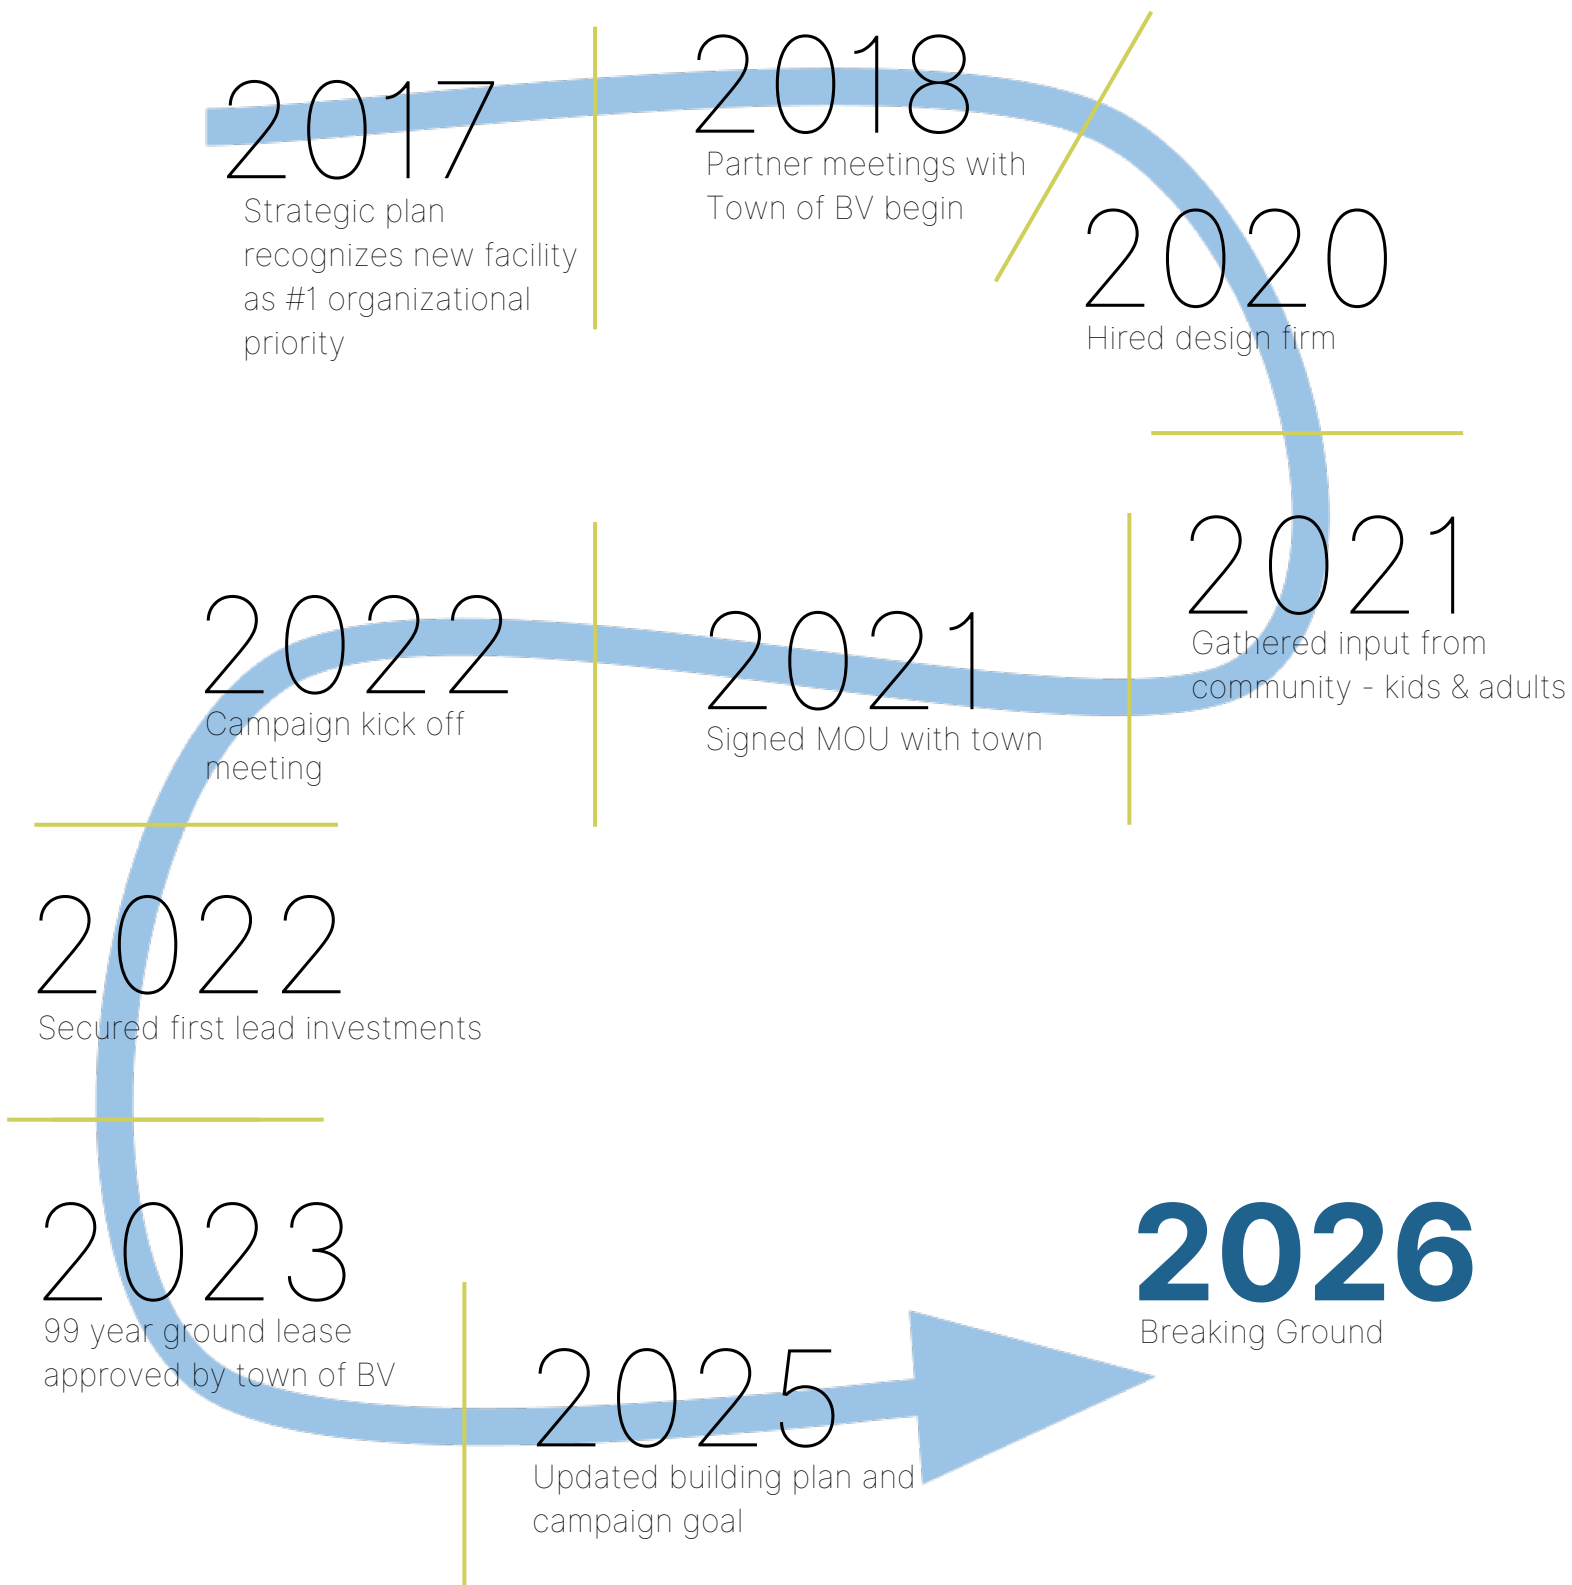 2017
Strategic plan
recognizes new facility
as #1 organizational
priority
2018
Partner meetings with
Town of BV begin
2020
Hired design firm
2021
Gathered input from
community - kids & adults
2021
Signed MOU with town
2022
Campaign kick off
meeting
2022
Secured first lead investments
2023
99 year ground lease
approved by town of BV
2025
Updated building plan and
campaign goal
2026
Breaking Ground